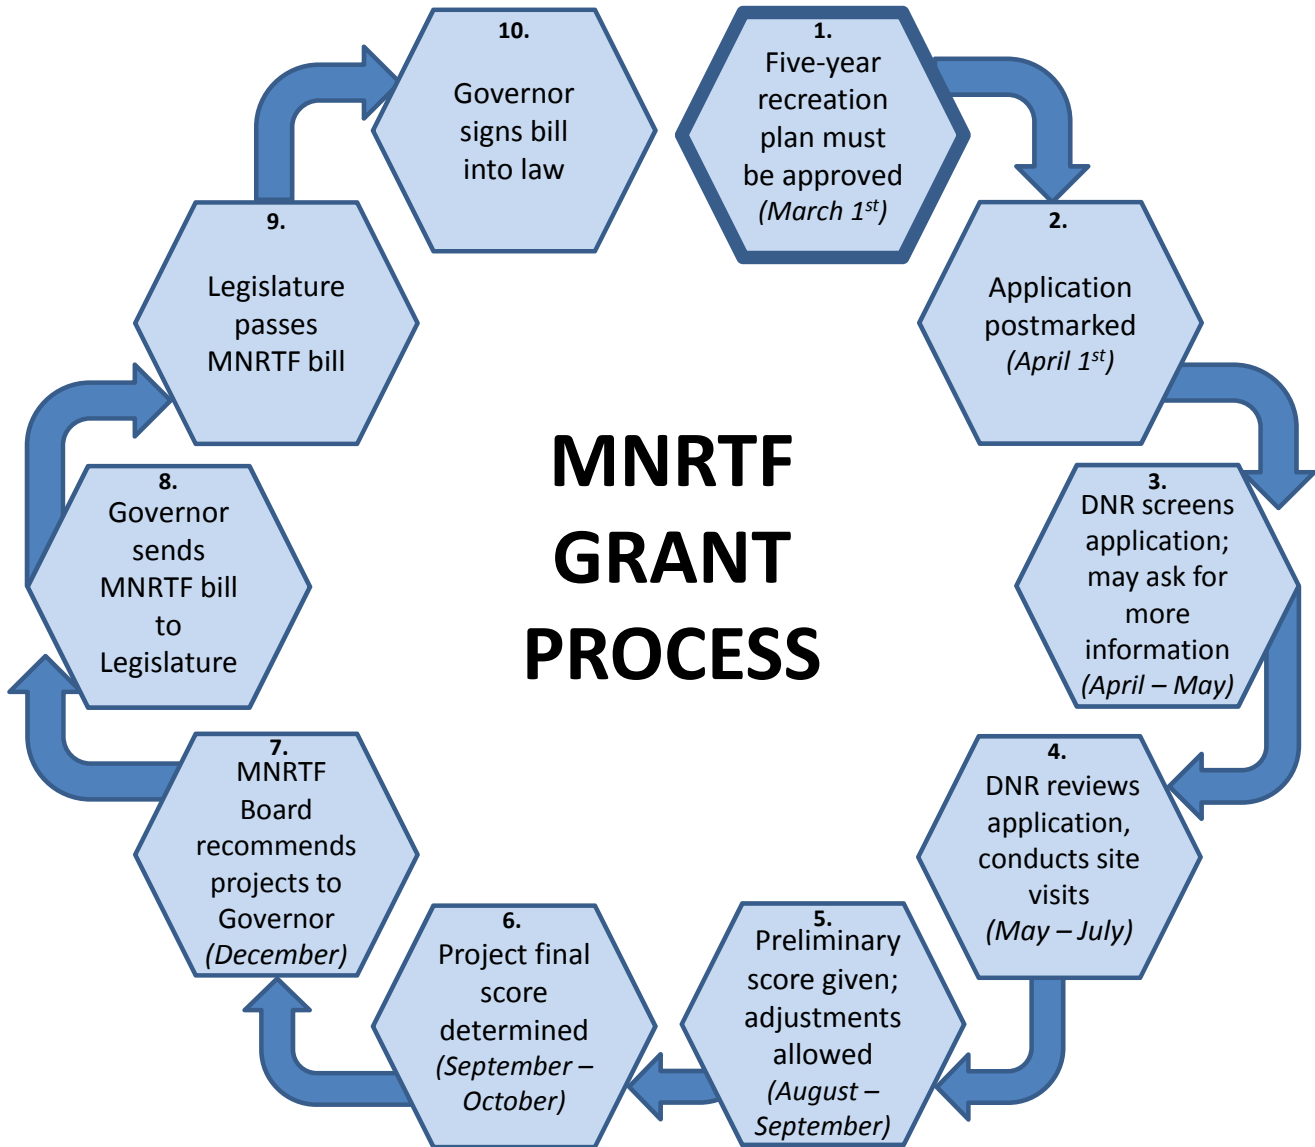 MNRTF
GRANT
PROCESS
1.
Five-year
recreation
plan must
be approved
(March 1st)
2.
Application
postmarked
(April 1st)
3.
DNR screens
application;
may ask for
more
information
(April – May)
4.
DNR reviews
application,
conducts site
visits
(May – July)
5.
Preliminary
score given;
adjustments
allowed
(August –
September)
6.
Project final
score
determined
(September –
October)
7.
MNRTF
Board
recommends
projects to
Governor
(December)
8.
Governor
sends
MNRTF bill
to
Legislature
9.
Legislature
passes
MNRTF bill
10.
Governor
signs bill
into law